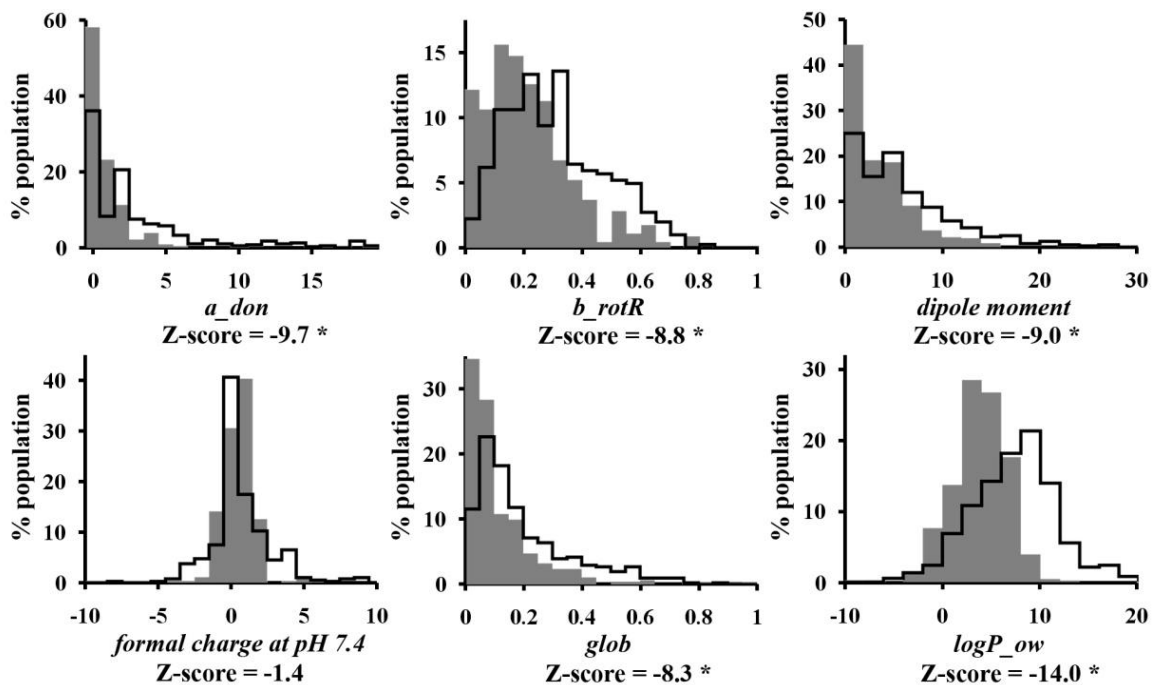 60
40
20
0
% population
0 5 10 15
a_don
Z-score = -9.7 *
15
10
5
0
% population
0 0.2 0.4 0.6 0.8 1
b_rotR
Z-score = -8.8 *
50
40
30
20
10
0
% population
0 10 20 30
dipole moment
Z-score = -9.0 *
40
30
20
10
0
% population
-10 -5 0 5 10
formal charge at pH 7.4
Z-score = -1.4
30
20
10
0
% population
0 0.2 0.4 0.6 0.8 1
glob
Z-score = -8.3 *
30
20
10
0
% population
-10 0 10 20
logP_ow
Z-score = -14.0 *